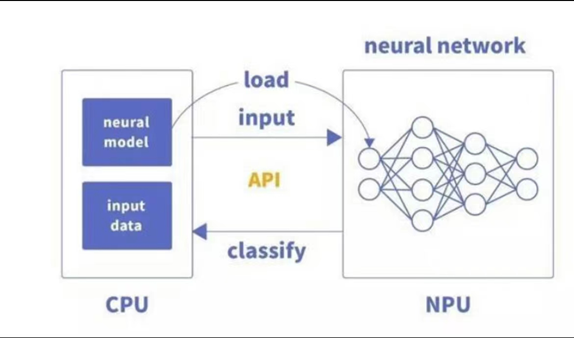 neural network
load
neural
model
input
API
input
data
classify
CPU
NPU